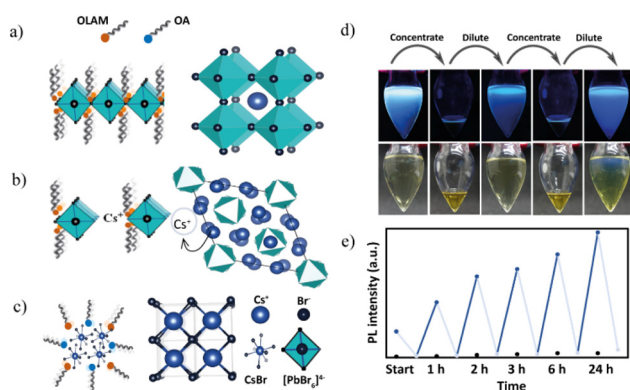 a)
OLAM
OA
b)
Cs⁺
Cs⁺
c)
Cs⁺
Br⁻
CsBr
[PbBr₆]⁴⁻
d)
Concentrate
Dilute
Concentrate
Dilute
e)
PL intensity (a.u.)
Start
1 h
2 h
3 h
6 h
24 h
Time